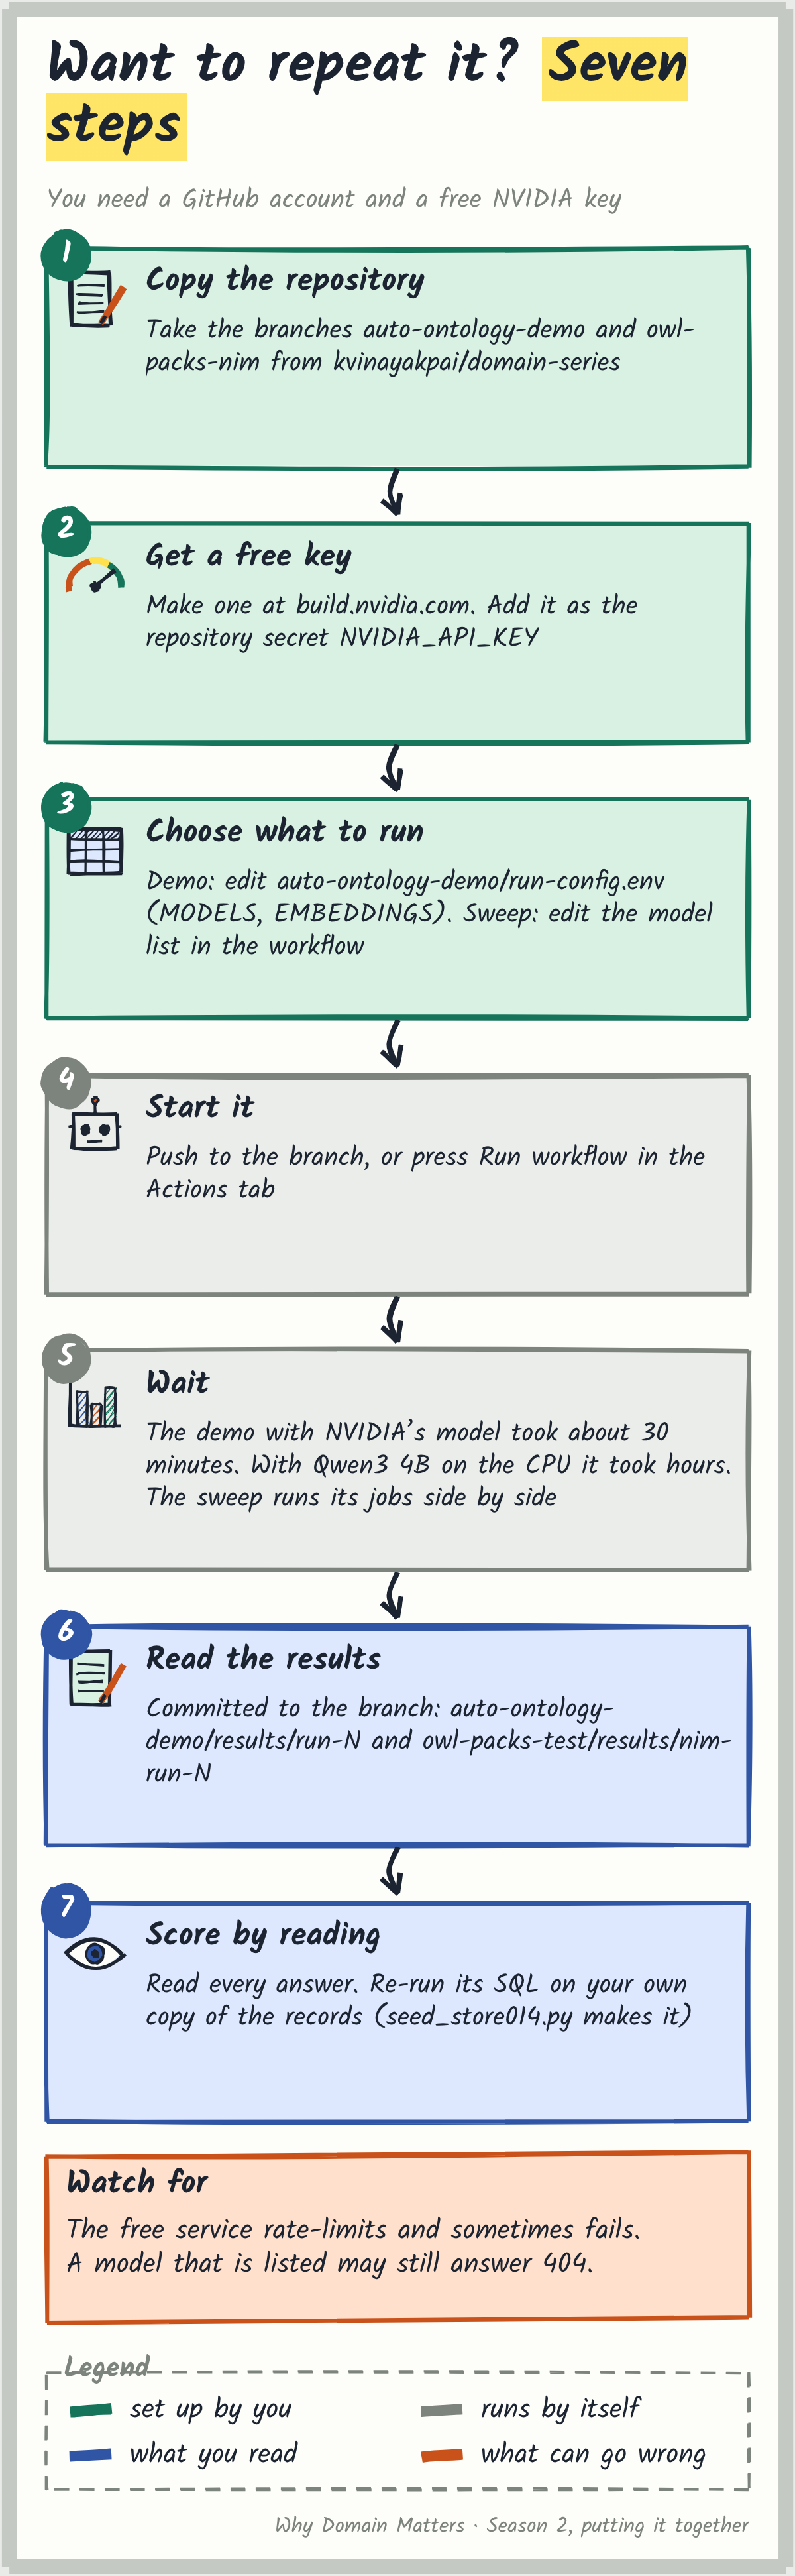 Want to repeat it? Seven
steps
You need a GitHub account and a free NVIDIA key
1
Copy the repository
Take the branches auto-ontology-demo and owl-
packs-nim from kvinayakpai/domain-series
2
Get a free key
Make one at build.nvidia.com. Add it as the
repository secret NVIDIA_API_KEY
3
Choose what to run
Demo: edit auto-ontology-demo/run-config.env
(MODELS, EMBEDDINGS). Sweep: edit the model
list in the workflow
4
Start it
Push to the branch, or press Run workflow in the
Actions tab
5
Wait
The demo with NVIDIA’s model took about 30
minutes. With Qwen3 4B on the CPU it took hours.
The sweep runs its jobs side by side
6
Read the results
Committed to the branch: auto-ontology-
demo/results/run-N and owl-packs-test/results/nim-
run-N
7
Score by reading
Read every answer. Re-run its SQL on your own
copy of the records (seed_store014.py makes it)
Watch for
The free service rate-limits and sometimes fails.
A model that is listed may still answer 404.
Legend
set up by you
runs by itself
what you read
what can go wrong
Why Domain Matters · Season 2, putting it together